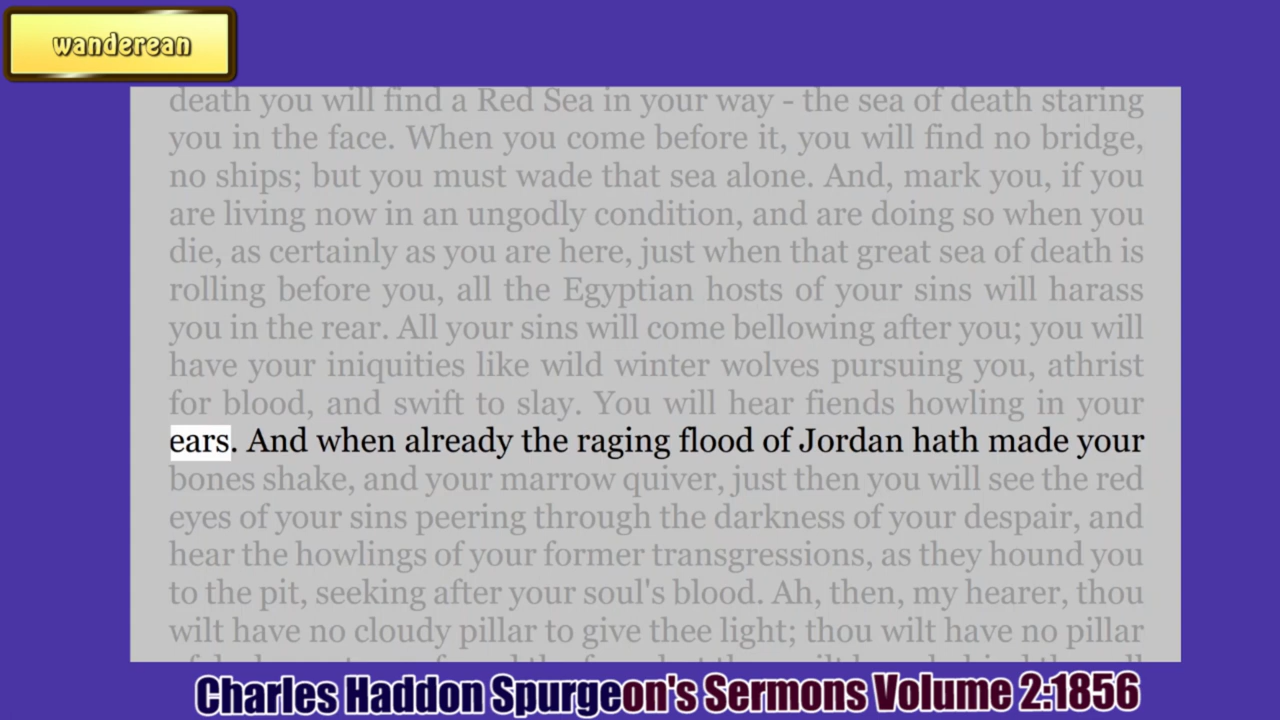 wanderean
death you will find a Red Sea in your way - the sea of death staring
you in the face. When you come before it, you will find no bridge,
no ships; but you must wade that sea alone. And, mark you, if you
are living now in an ungodly condition, and are doing so when you
die, as certainly as you are here, just when that great sea of death is
rolling before you, all the Egyptian hosts of your sins will harass
you in the rear. All your sins will come bellowing after you; you will
have your iniquities like wild winter wolves pursuing you, athrist
for blood, and swift to slay. You will hear fiends howling in your
ears. And when already the raging flood of Jordan hath made your
bones shake, and your marrow quiver, just then you will see the red
eyes of your sins peering through the darkness of your despair, and
hear the howlings of your former transgressions, as they hound you
to the pit, seeking after your soul's blood. Ah, then, my hearer, thou
wilt have no cloudy pillar to give thee light; thou wilt have no pillar
Charles Haddon Spurgeon's Sermons Volume 2:1856